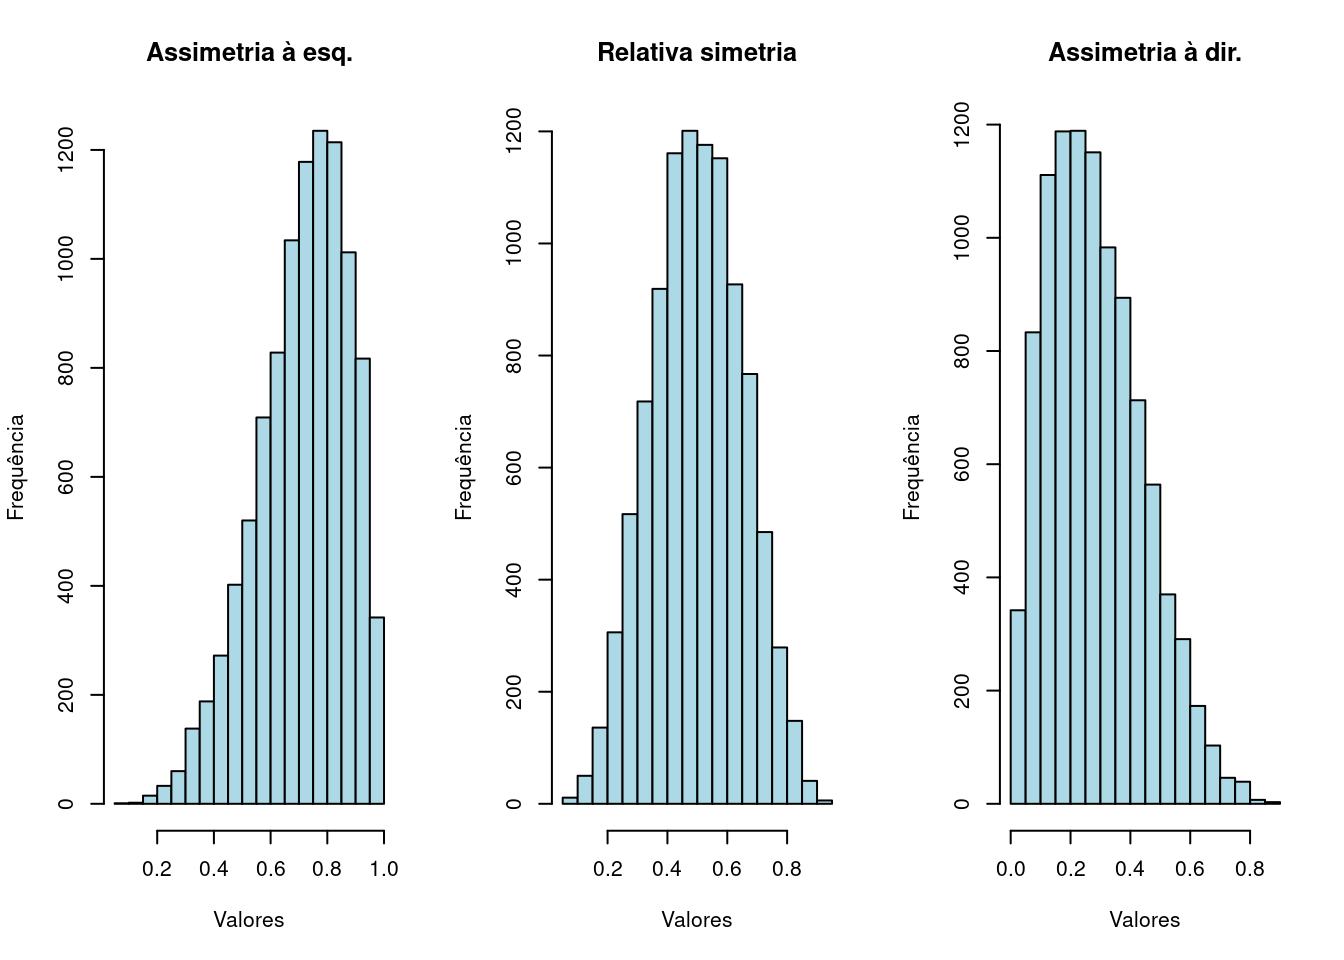 Assimetria à esq.
Frequência
1200
1000
800
600
400
200
0
0.2 0.4 0.6 0.8 1.0
Valores
Relativa simetria
Frequência
1200
1000
800
600
400
200
0
0.2 0.4 0.6 0.8
Valores
Assimetria à dir.
Frequência
1200
1000
800
600
400
200
0
0.0 0.2 0.4 0.6 0.8
Valores